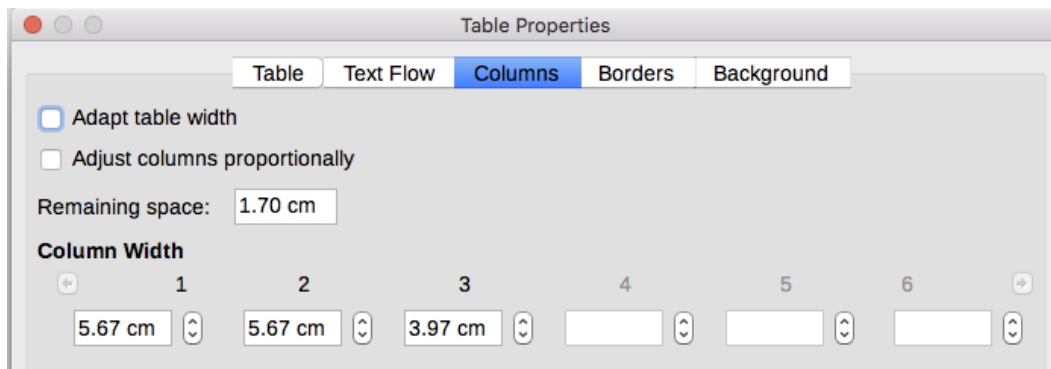 Table Properties
Table Text Flow Columns Borders Background
Adapt table width
Adjust columns proportionally
Remaining space: 1.70 cm
Column Width
1 2 3 4 5 6
5.67 cm 5.67 cm 3.97 cm